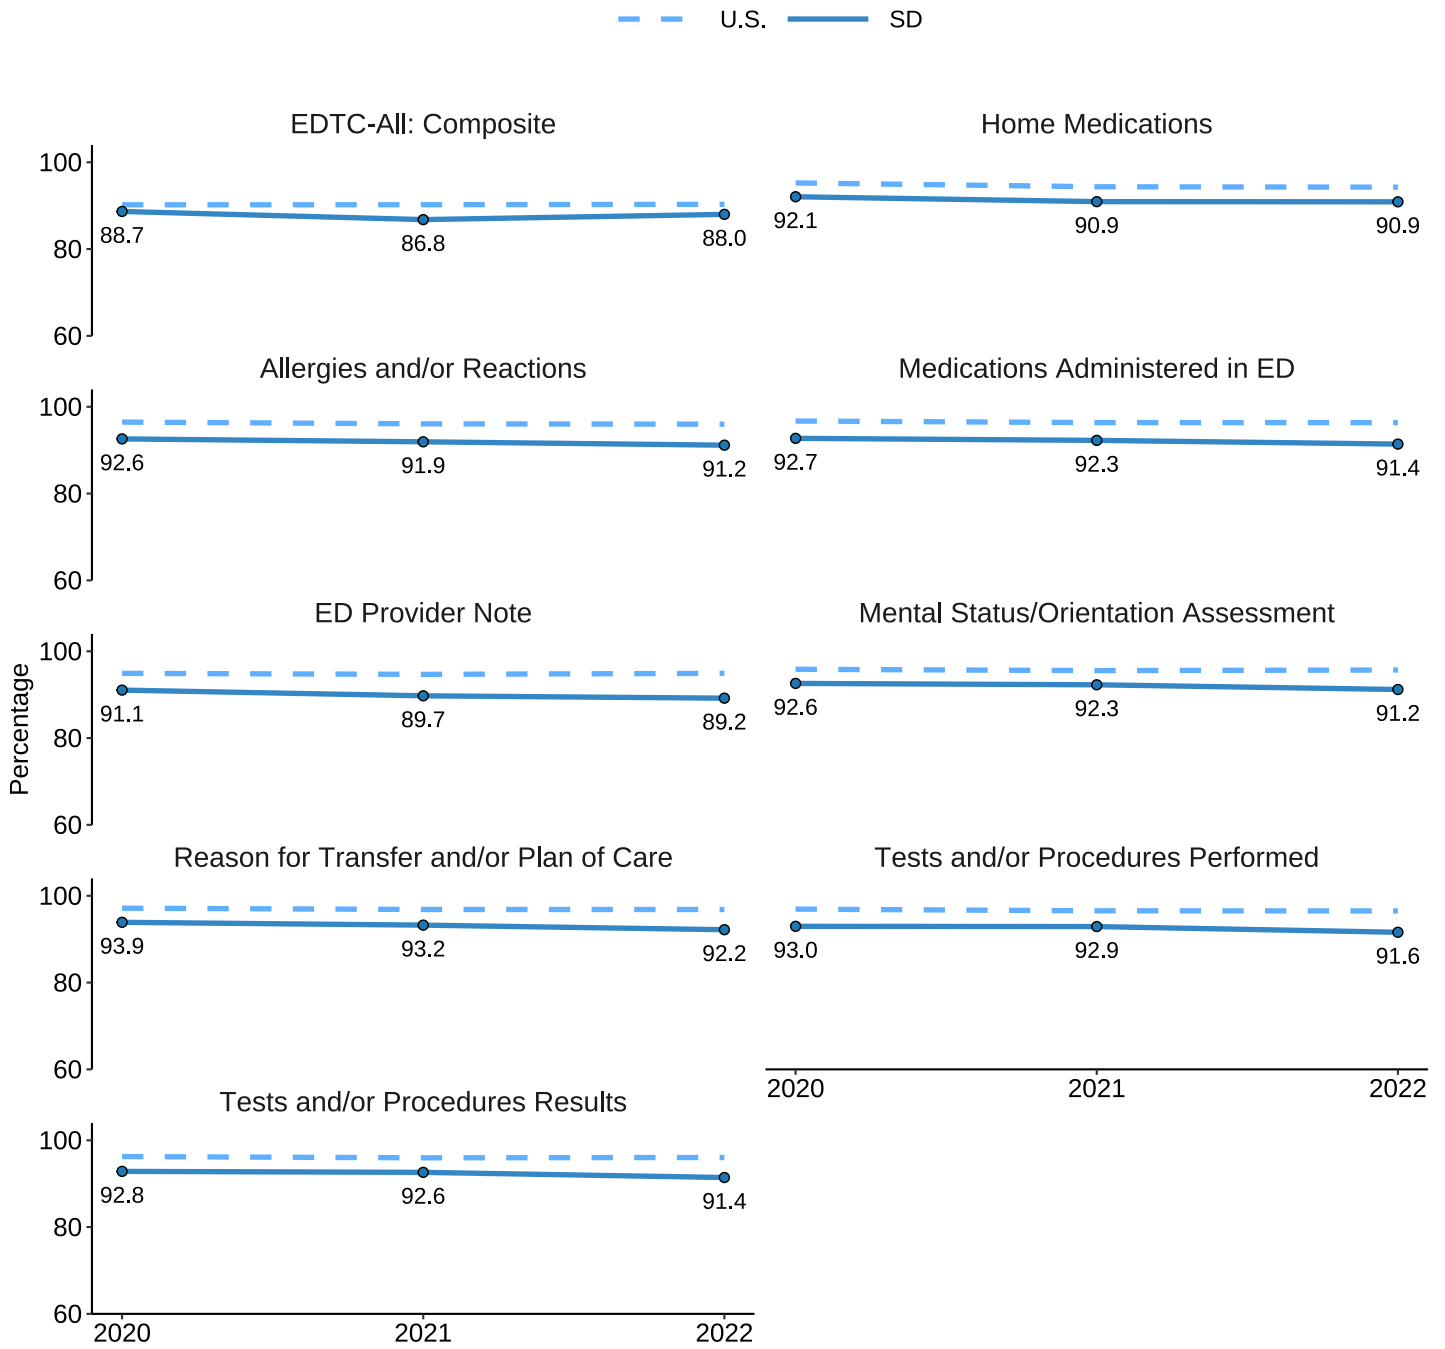 U.S. SD
EDTC-All: Composite
100
80
60
88.7 86.8 88.0
Home Medications
92.1 90.9 90.9
Allergies and/or Reactions
100
80
60
92.6 91.9 91.2
Medications Administered in ED
92.7 92.3 91.4
Percentage
ED Provider Note
100
80
60
91.1 89.7 89.2
Mental Status/Orientation Assessment
92.6 92.3 91.2
Reason for Transfer and/or Plan of Care
100
80
60
93.9 93.2 92.2
Tests and/or Procedures Performed
93.0 92.9 91.6
2020 2021 2022
Tests and/or Procedures Results
100
80
60
92.8 92.6 91.4
2020 2021 2022